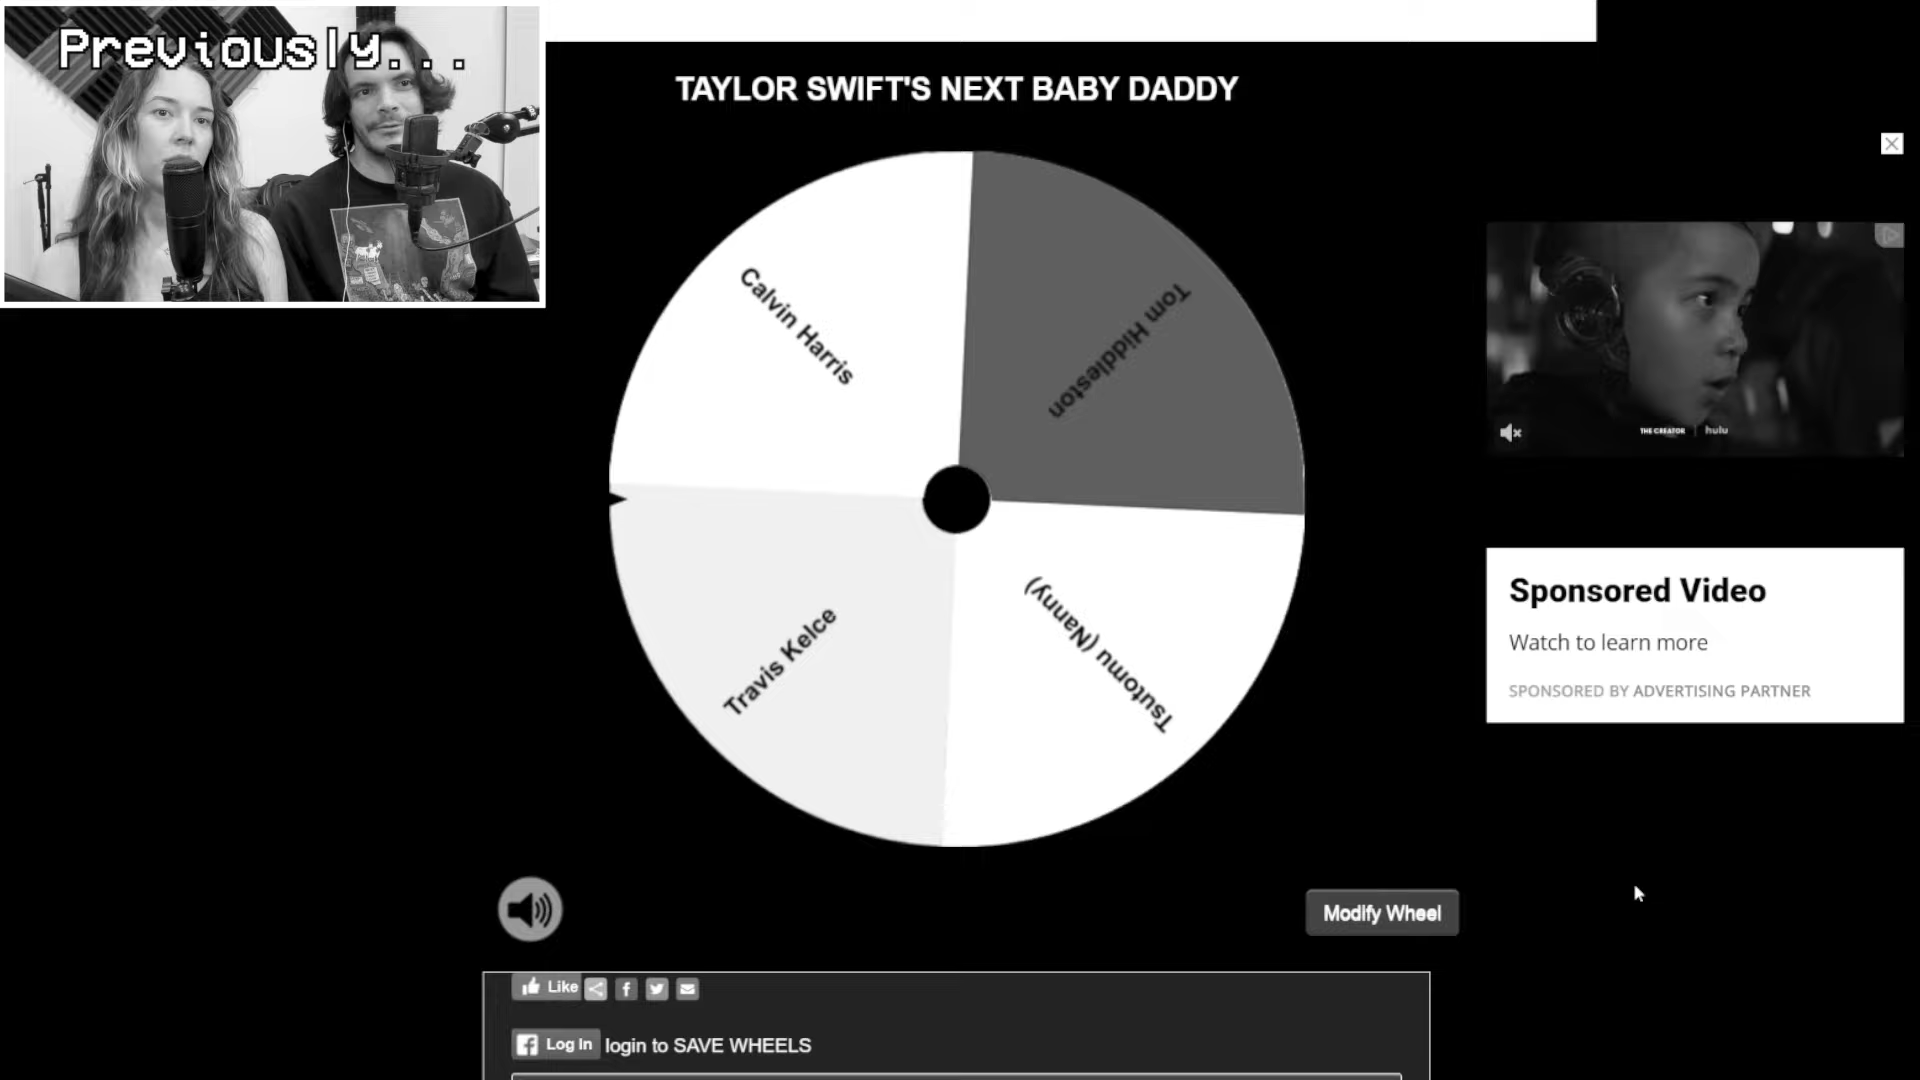 Previously...
TAYLOR SWIFT'S NEXT BABY DADDY
Calvin Harris
Tom Hiddleston
Travis Kelce
Tsutomu (Nanny)
THE CREATOR | hulu
Sponsored Video
Watch to learn more
SPONSORED BY ADVERTISING PARTNER
Modify Wheel
Like
Log In login to SAVE WHEELS